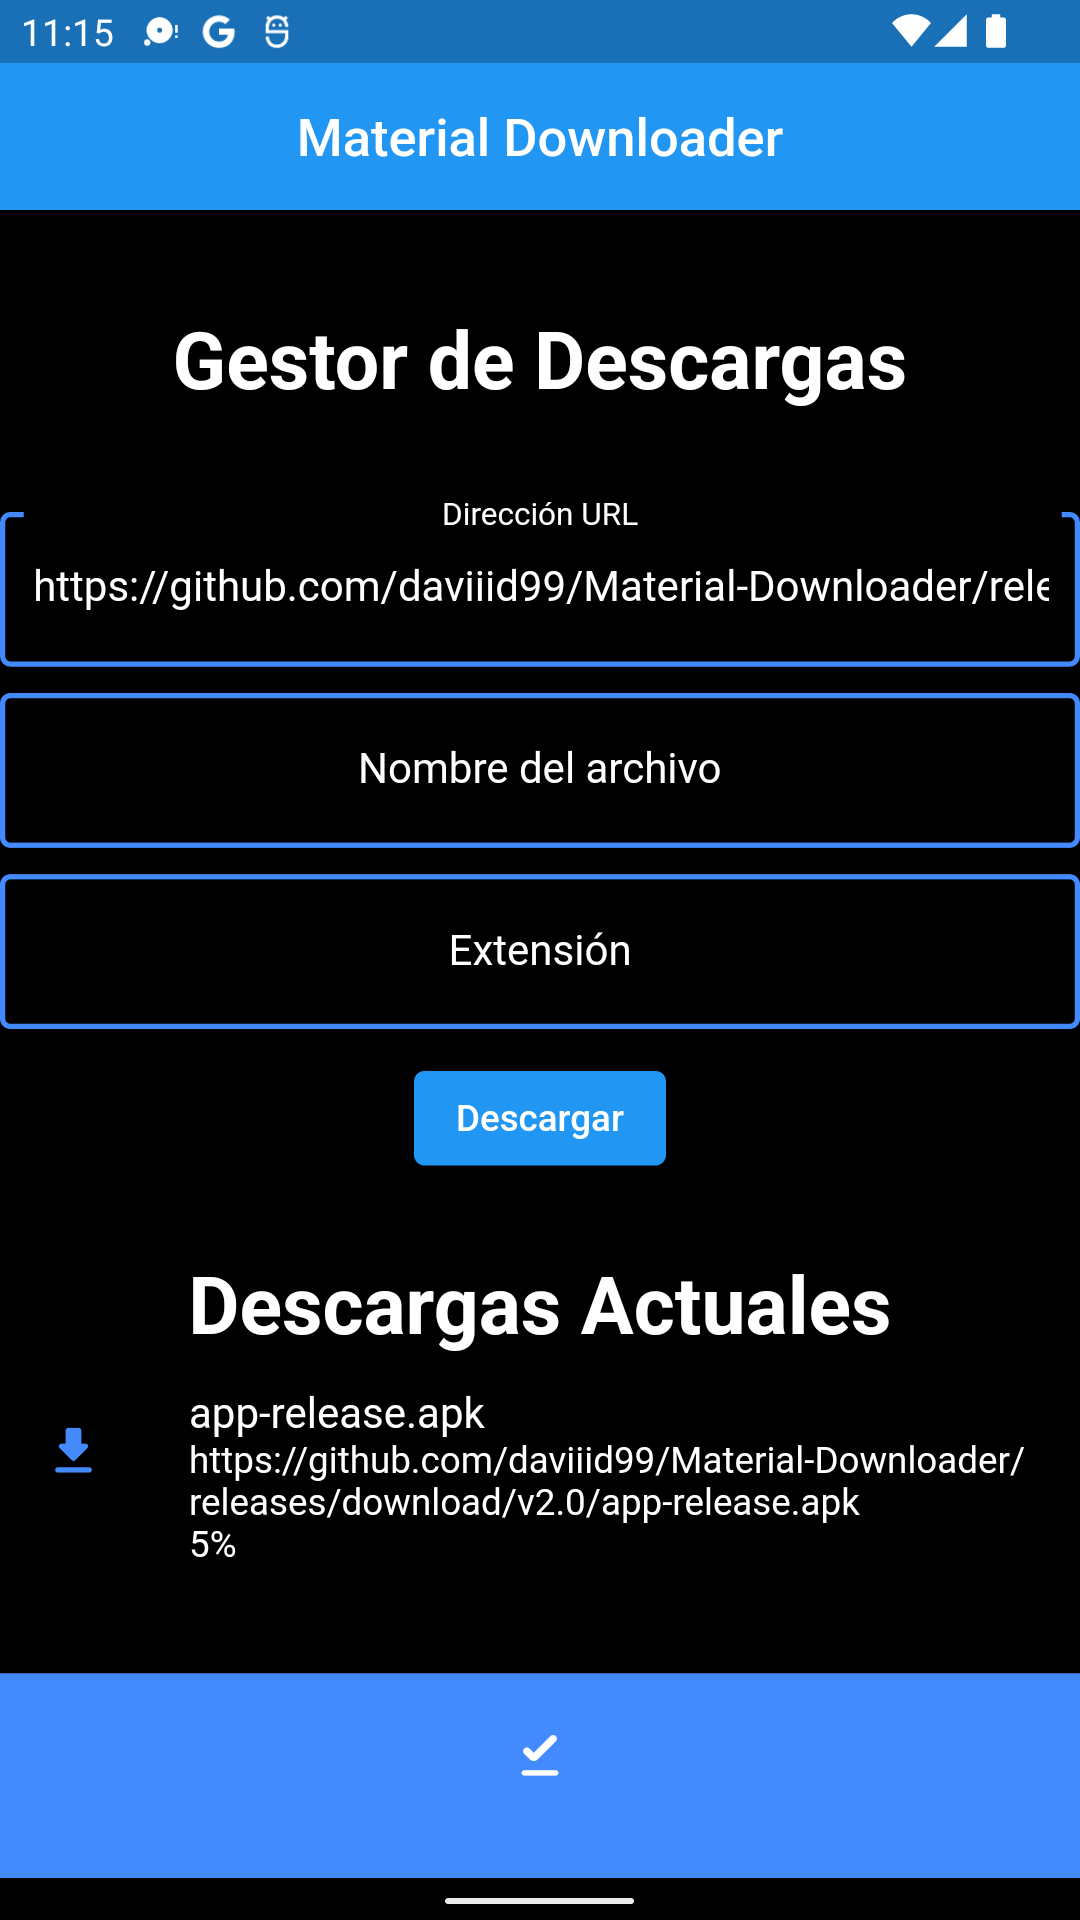 11:15
Material Downloader
Gestor de Descargas
Dirección URL
https://github.com/daviiid99/Material-Downloader/rele
Nombre del archivo
Extensión
Descargar
Descargas Actuales
app-release.apk
https://github.com/daviiid99/Material-Downloader/
releases/download/v2.0/app-release.apk
5%